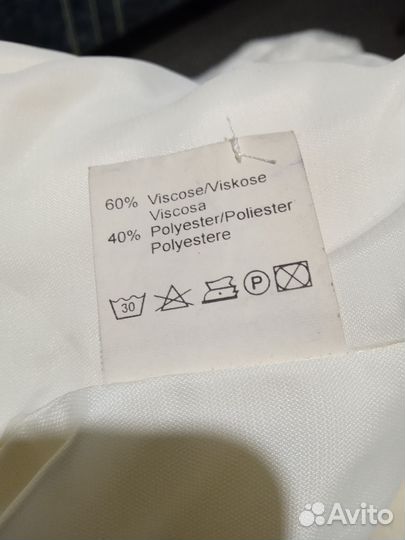 60% Viscose/Viskose
Viscosa
40% Polyester/Poliester
Polyestere
30 P
Avito